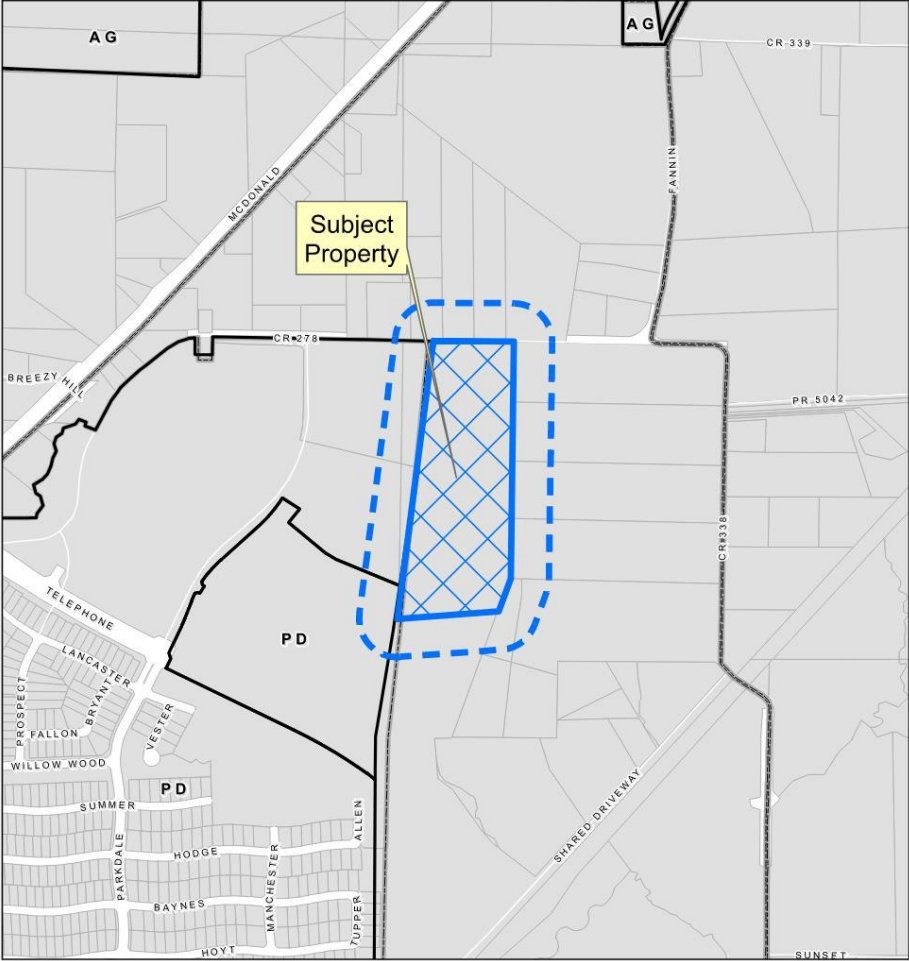 AG
AG
CR 339
MCDONALD
FANNIN
Subject
Property
CR 278
BREEZY HILL
PR 5042
CR 338
TELEPHONE
LANCASTER
PROSPECT
BRYANT
PD
FALLON
VESTER
WILLOW WOOD
PD
SUMMER
SHARED DRIVEWAY
PARKDALE
ALLEN
HODGE
MANCHESTER
BAYNES
TUPPER
HOYT
SUNSET